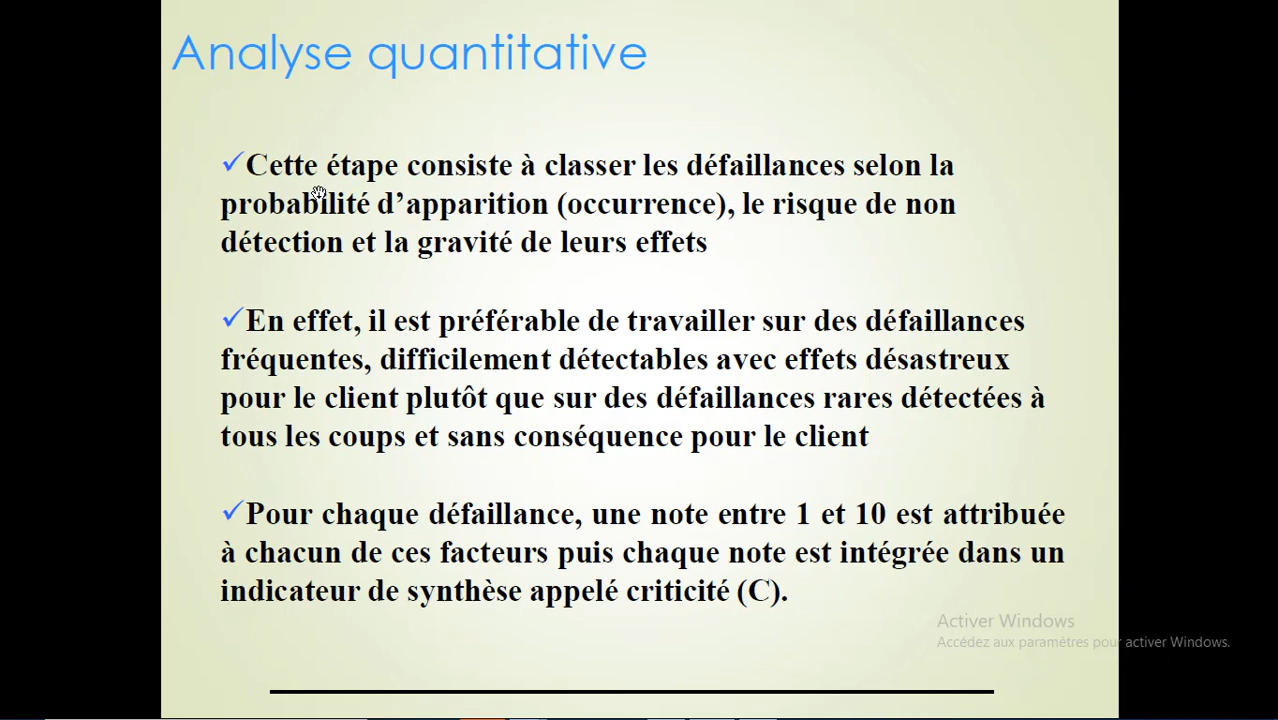 Analyse quantitative
✓Cette étape consiste à classer les défaillances selon la
probabilité d’apparition (occurrence), le risque de non
détection et la gravité de leurs effets
✓En effet, il est préférable de travailler sur des défaillances
fréquentes, difficilement détectables avec effets désastreux
pour le client plutôt que sur des défaillances rares détectées à
tous les coups et sans conséquence pour le client
✓Pour chaque défaillance, une note entre 1 et 10 est attribuée
à chacun de ces facteurs puis chaque note est intégrée dans un
indicateur de synthèse appelé criticité (C).
Activer Windows
Accédez aux paramètres pour activer Windows.